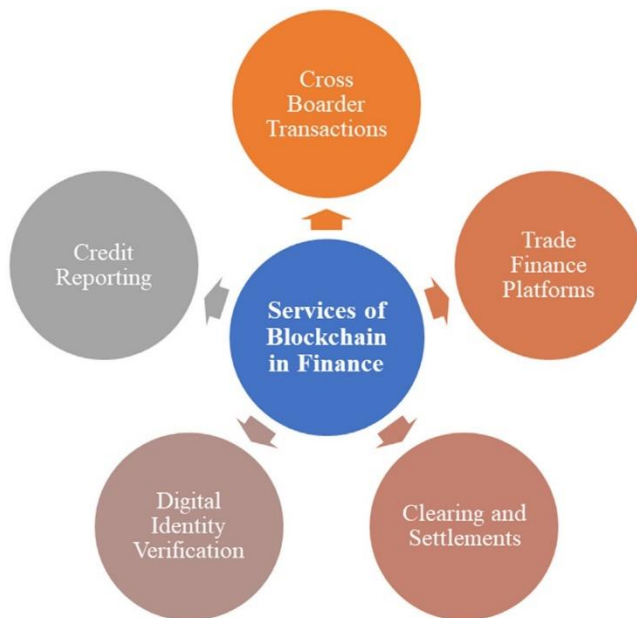 Cross
Boarder
Transactions
Trade
Finance
Platforms
Clearing and
Settlements
Digital
Identity
Verification
Credit
Reporting
Services of
Blockchain
in Finance